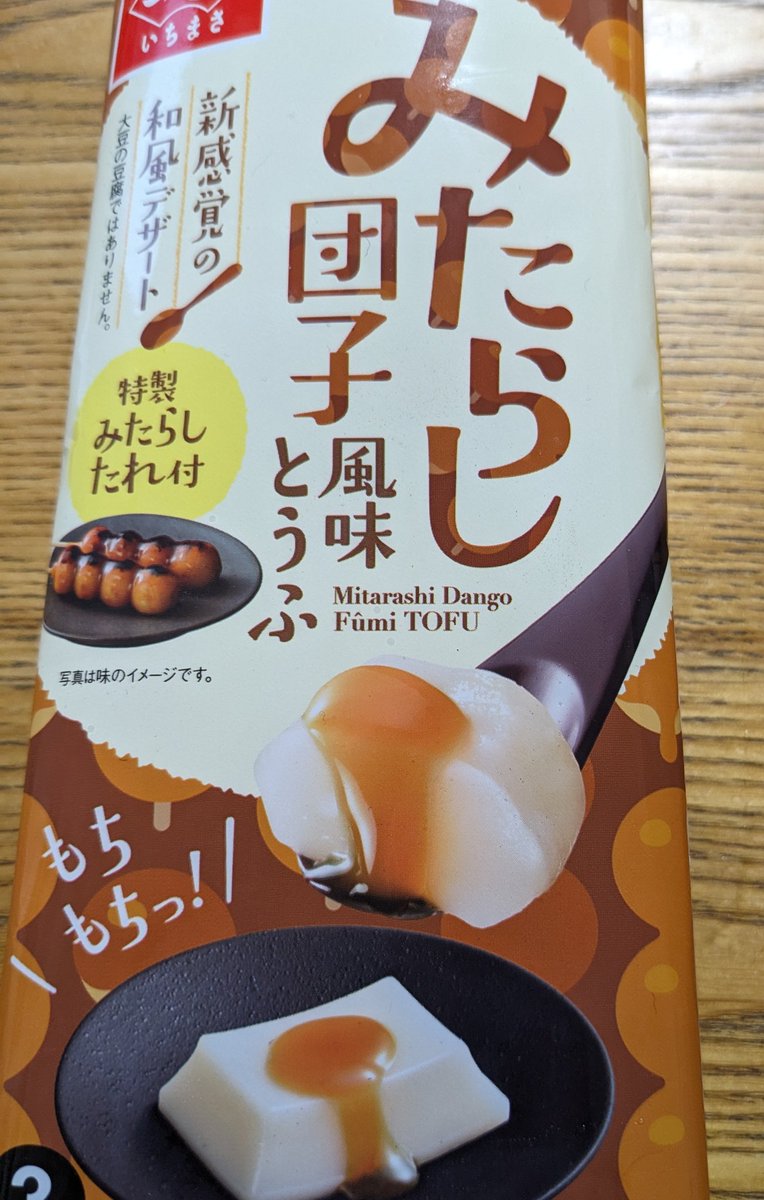 いちまさ
みたらし
団子風味
とうふ
Mitarashi Dango
Fûmi TOFU
新感覚の
和風デザート
大豆の豆腐ではありません。
特製
みたらし
たれ付
写真は味のイメージです。
もち
もちっ!
3